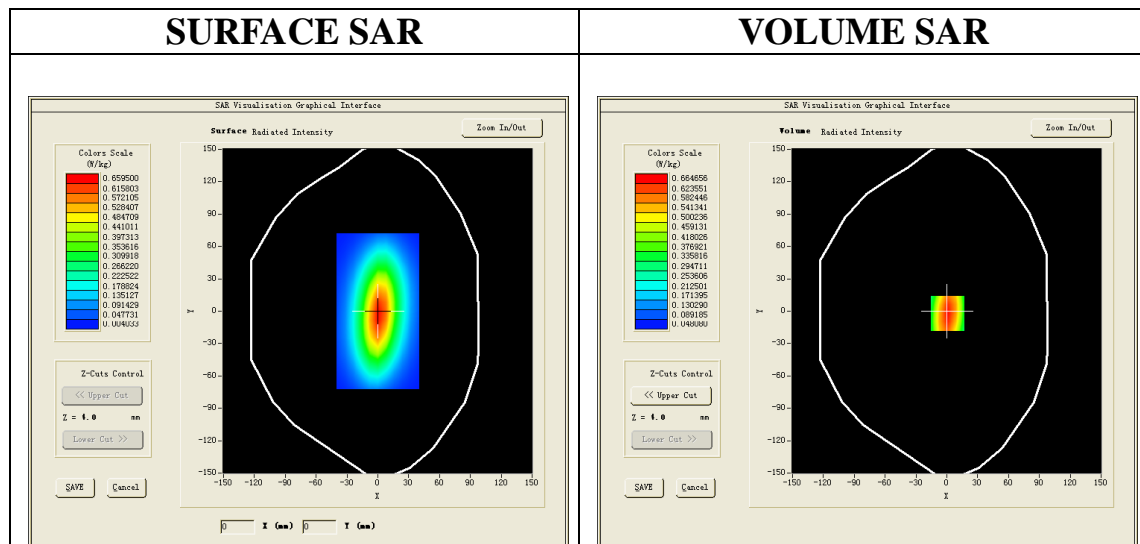 SURFACE SAR
VOLUME SAR
SAR Visualisation Graphical Interface
Surface Radiated Intensity
Zoom In/Out
Colors Scale
(W/kg)
0.659500
0.615803
0.572105
0.528407
0.484709
0.441011
0.397313
0.353616
0.309918
0.266220
0.222522
0.178824
0.135127
0.091429
0.047731
0.004033
150
120
90
60
30
0
-30
-60
-90
-120
-150
Y
-150 -120 -90 -60 -30 0 30 60 90 120 150
X
Z-Cuts Control
<< Upper Cut
Z = 4.0 mm
Lower Cut >>
SAVE Cancel
0 X (mm) 0 Y (mm)
SAR Visualisation Graphical Interface
Volume Radiated Intensity
Zoom In/Out
Colors Scale
(W/kg)
0.664656
0.623551
0.582446
0.541341
0.500236
0.459131
0.418026
0.376921
0.335816
0.294711
0.253606
0.212501
0.171395
0.130290
0.089185
0.048080
150
120
90
60
30
0
-30
-60
-90
-120
-150
Y
-150 -120 -90 -60 -30 0 30 60 90 120 150
X
Z-Cuts Control
<< Upper Cut
Z = 4.0 mm
Lower Cut >>
SAVE Cancel